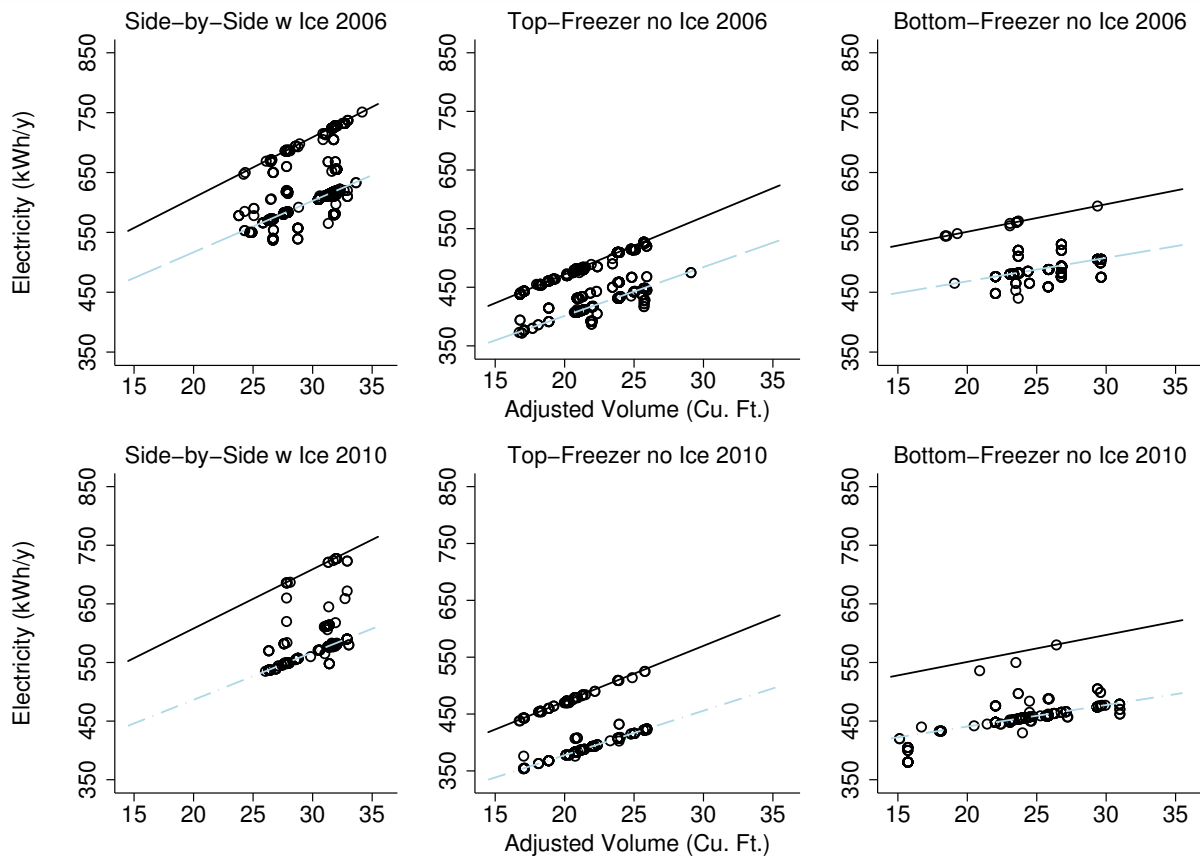 Side−by−Side w Ice 2006
Top−Freezer no Ice 2006
Bottom−Freezer no Ice 2006
Electricity (kWh/y)
850
750
650
550
450
350
850
750
650
550
450
350
850
750
650
550
450
350
15 20 25 30 35
15 20 25 30 35
15 20 25 30 35
Adjusted Volume (Cu. Ft.)
Side−by−Side w Ice 2010
Top−Freezer no Ice 2010
Bottom−Freezer no Ice 2010
Electricity (kWh/y)
850
750
650
550
450
350
850
750
650
550
450
350
850
750
650
550
450
350
15 20 25 30 35
15 20 25 30 35
15 20 25 30 35
Adjusted Volume (Cu. Ft.)